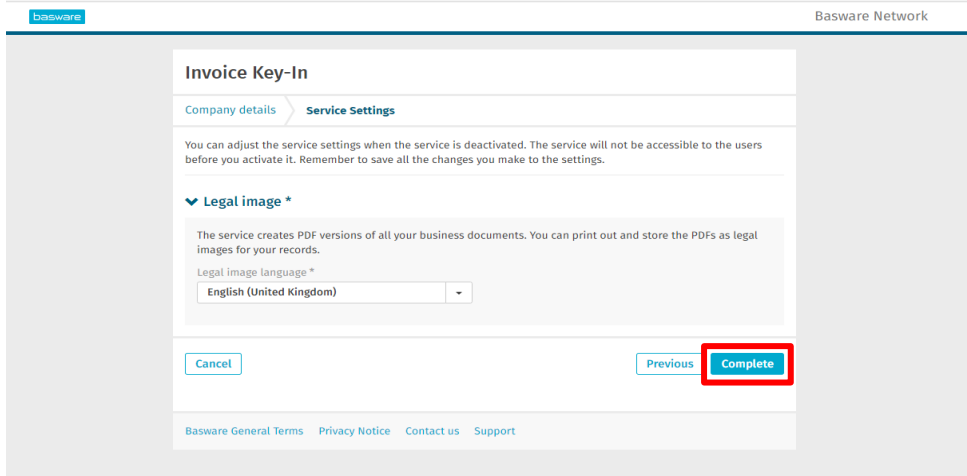 basware
Basware Network
Invoice Key-In
Company details
Service Settings
You can adjust the service settings when the service is deactivated. The service will not be accessible to the users
before you activate it. Remember to save all the changes you make to the settings.
Legal image *
The service creates PDF versions of all your business documents. You can print out and store the PDFs as legal
images for your records.
Legal image language *
English (United Kingdom)
Cancel
Previous
Complete
Basware General Terms Privacy Notice Contact us Support